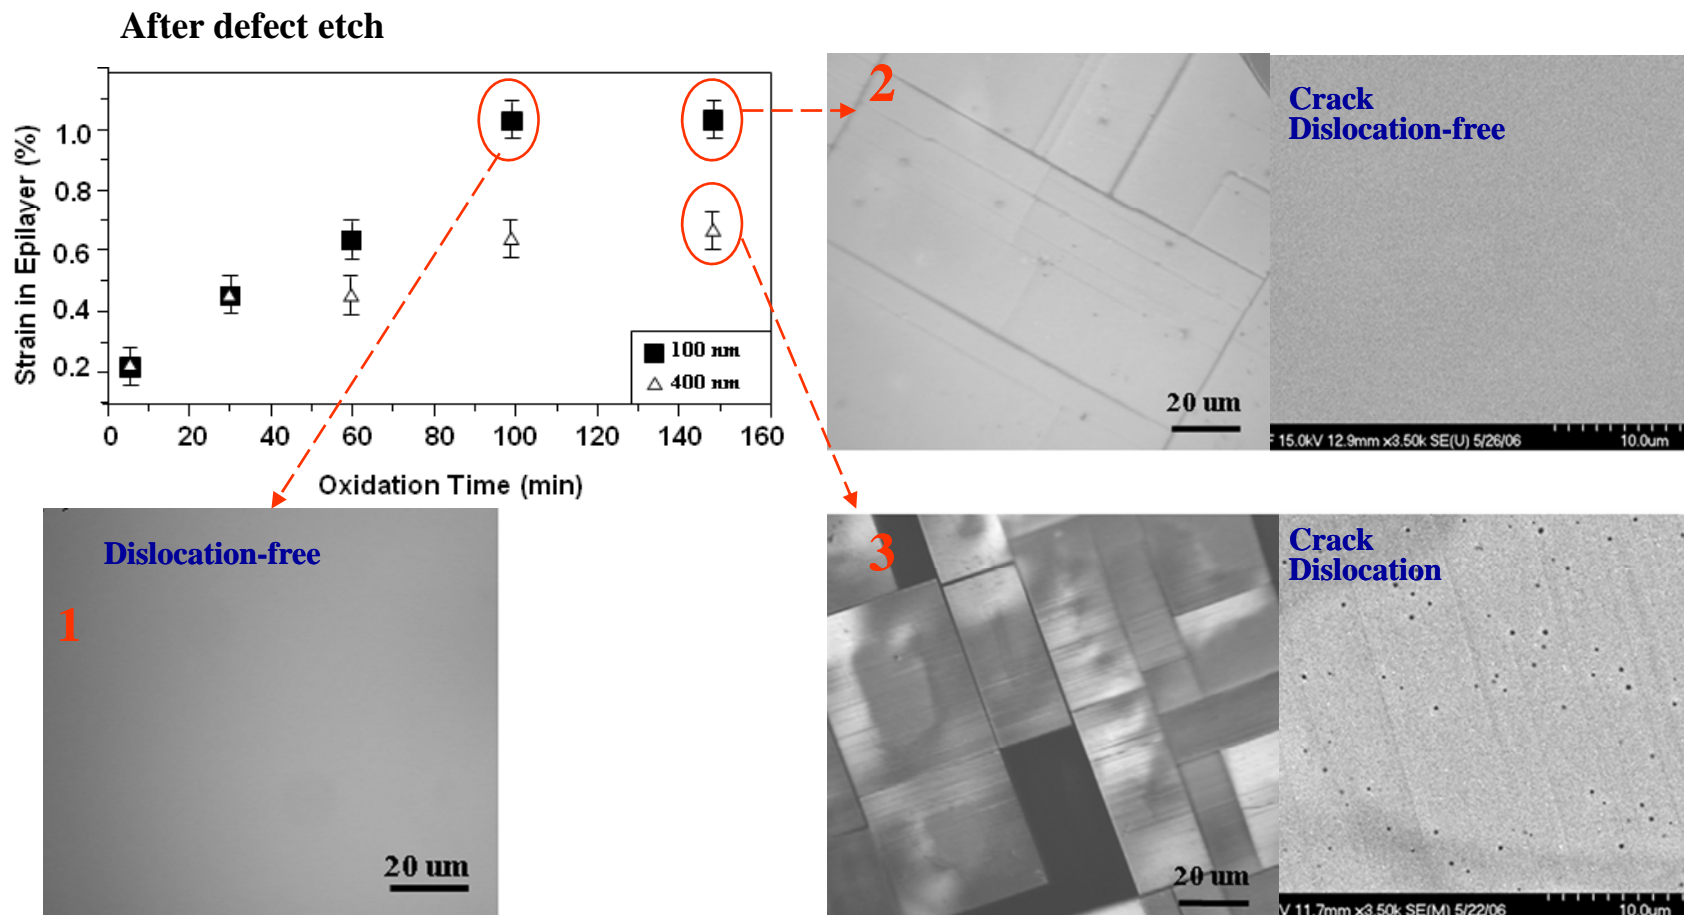 After defect etch
Strain in Epilayer (%)
1.0
0.8
0.6
0.4
0.2
0 20 40 60 80 100 120 140 160
Oxidation Time (min)
100 nm
400 nm
2
20 um
Crack
Dislocation-free
15.0kV 12.9mm x3.50k SE(U) 5/26/06 10.0um
Dislocation-free
1
20 um
3
20 um
Crack
Dislocation
V 11.7mm x3.50k SE(M) 5/22/06 10.0um